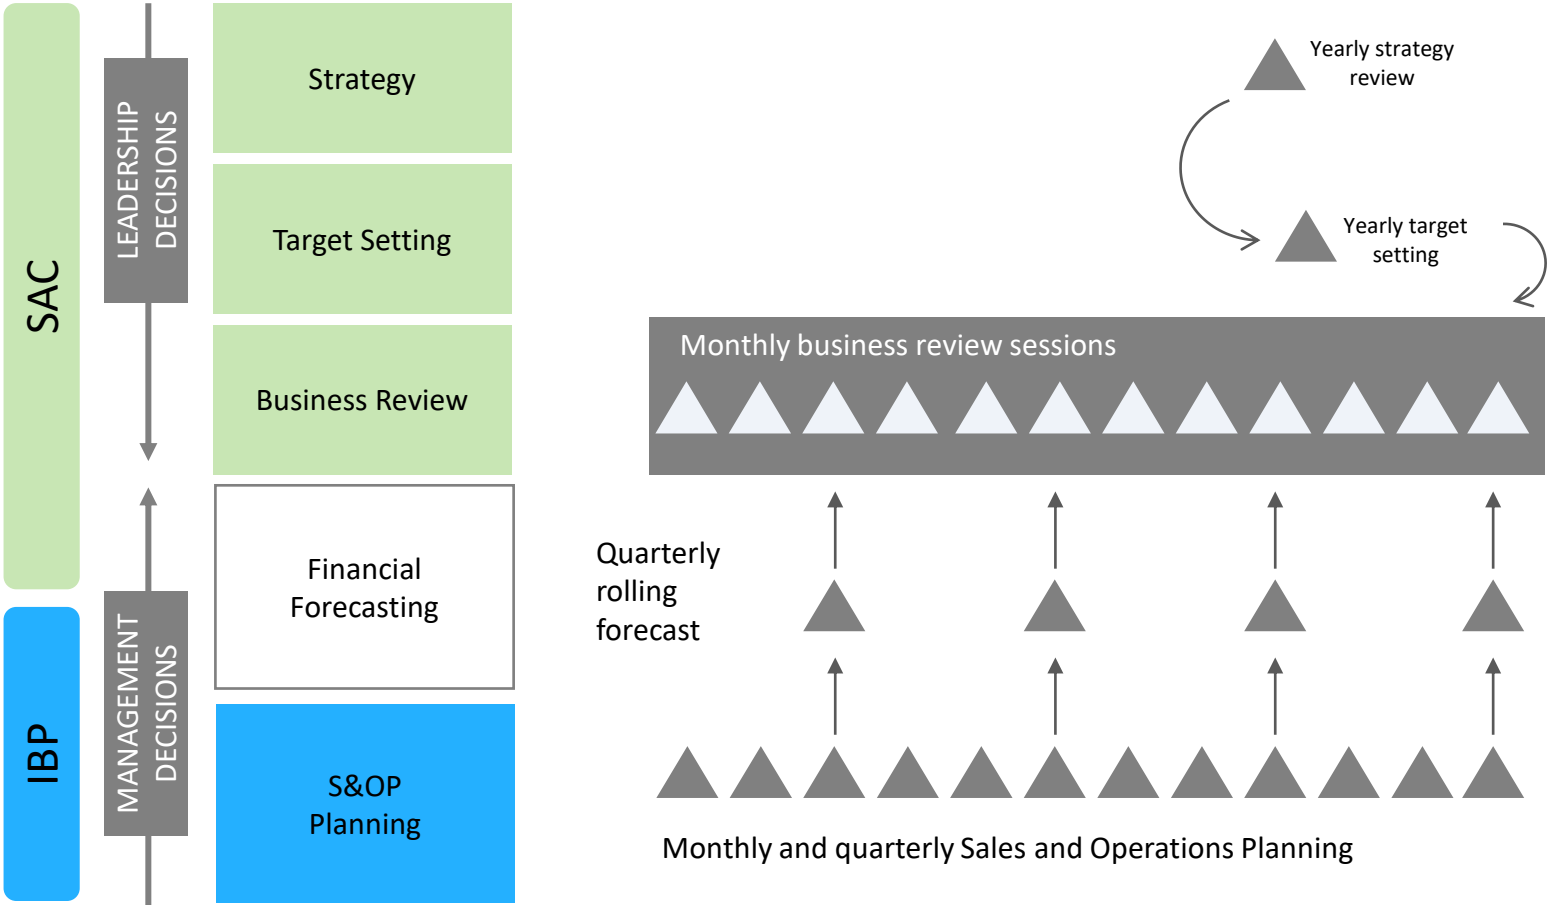 SAC
IBP
LEADERSHIP
DECISIONS
MANAGEMENT
DECISIONS
Strategy
Target Setting
Business Review
Financial
Forecasting
S&OP
Planning
Yearly strategy
review
Yearly target
setting
Monthly business review sessions
Quarterly
rolling
forecast
Monthly and quarterly Sales and Operations Planning